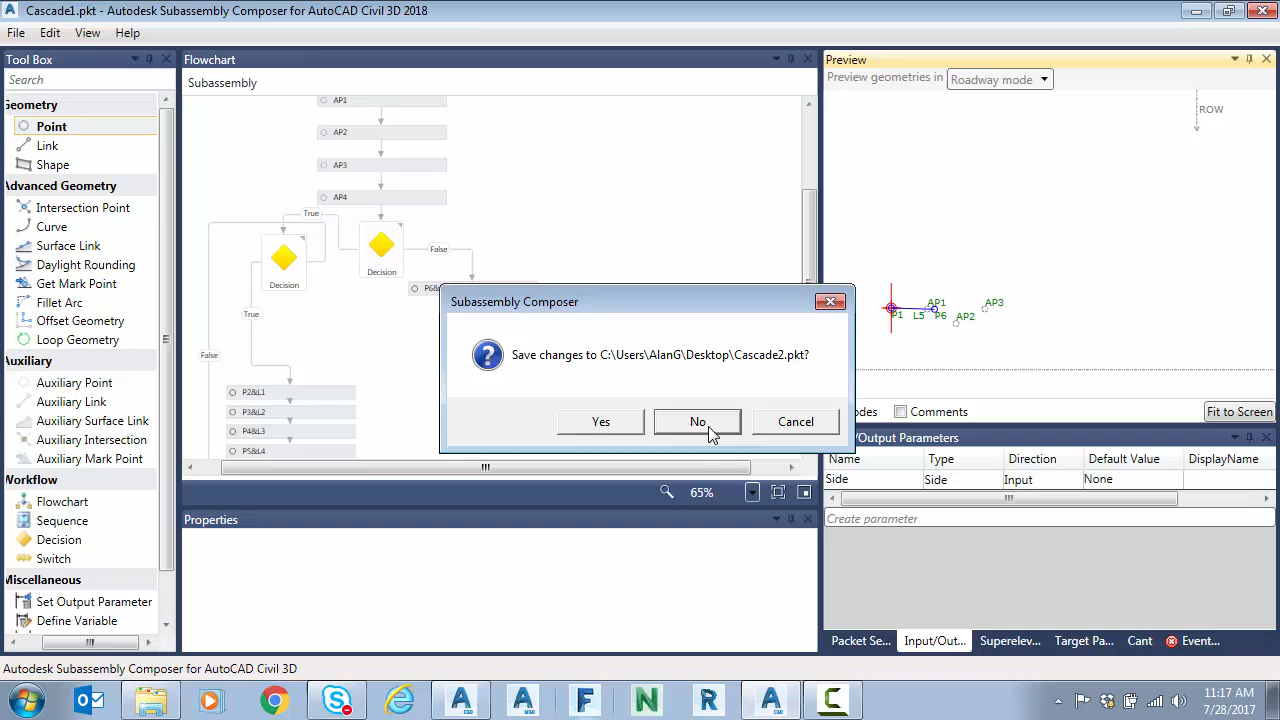 Cascade1.pkt - Autodesk Subassembly Composer for AutoCAD Civil 3D 2018
File Edit View Help
Tool Box
Search
Geometry
Point
Link
Shape
Advanced Geometry
Intersection Point
Curve
Surface Link
Daylight Rounding
Get Mark Point
Fillet Arc
Offset Geometry
Loop Geometry
Auxiliary
Auxiliary Point
Auxiliary Link
Auxiliary Surface Link
Auxiliary Intersection
Auxiliary Mark Point
Workflow
Flowchart
Sequence
Decision
Switch
Miscellaneous
Set Output Parameter
Define Variable
Flowchart
Subassembly
AP1
AP2
AP3
AP4
True
Decision
False
Decision
True
False
P2&L1
P3&L2
P4&L3
P5&L4
65%
Properties
Subassembly Composer
Save changes to C:\Users\AlanG\Desktop\Cascade2.pkt?
Yes No Cancel
Preview
Preview geometries in Roadway mode
ROW
AP1 AP3
P1 L5 P6 AP2
Comments Fit to Screen
/Output Parameters
Name Type Direction Default Value DisplayName
Side Side Input None
Create parameter
Packet Se... Input/Out... Superelev... Target Pa... Cant Event...
Autodesk Subassembly Composer for AutoCAD Civil 3D
11:17 AM
7/28/2017